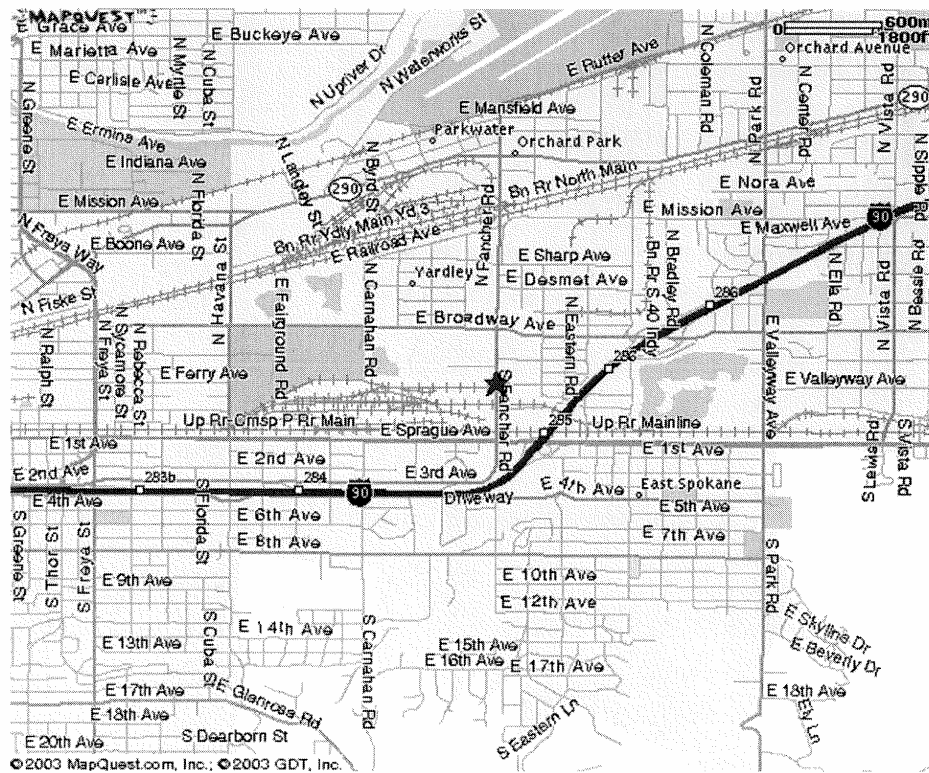 MAPQUEST
600m
1800ft
0
E Grace Ave
E Buckeye Ave
E Marietta Ave
N Myrtle St
N Cuba St
N Upriver Dr
N Waterworks St
E Rutter Ave
N Coleman Rd
Orchard Avenue
E Carlisle Ave
N Greene St
E Mansfield Ave
N Park Rd
N Center Rd
N Vista Rd
290
E Ermina Ave
Parkwater
Orchard Park
E Indiana Ave
N Langley St
N Byrd St
290
N Florida St
Bn Rr North Main
E Nora Ave
E Mission Ave
E Mission Ave
N Fancher Rd
90
E Maxwell Ave
N Freya Way
E Boone Ave
Bn Rr Ydly Main Yd 3
E Railroad Ave
E Sharp Ave
N Havana St
Yardley
E Desmet Ave
N Bradley Rd
Bn Rr S 40 Indy
N Ella Rd
N Vista Rd
N Bessie Rd
N Fiske St
E Fairground Rd
N Carnahan Rd
286
E Broadway Ave
N Eastern Rd
N Ralph St
N Freya St
N Sycamore St
N Rebecca St
E Ferry Ave
E Valleyway Ave
E Valleyway Ave
S Fancher Rd
285
Up Rr-Cmsp P Rr Main
E Sprague Ave
Up Rr Mainline
E 1st Ave
E 1st Ave
E 2nd Ave
E 2nd Ave
E 3rd Ave
S Vista Rd
283b
284
90
Driveway
E 4th Ave
East Spokane
E 4th Ave
S Florida St
E 6th Ave
E 5th Ave
E 8th Ave
E 7th Ave
S Greene St
S Thor St
S Freya St
E 9th Ave
E 10th Ave
S Park Rd
E 12th Ave
E 13th Ave
S Cuba St
E 14th Ave
S Carnahan Rd
E 15th Ave
E 16th Ave
E 17th Ave
E Skyline Dr
E Beverly Dr
E 17th Ave
E Glenrose Rd
E 18th Ave
E 18th Ave
S Eastern Ln
S Dearborn St
E 20th Ave
© 2003 MapQuest.com, Inc.; © 2003 GDT, Inc.